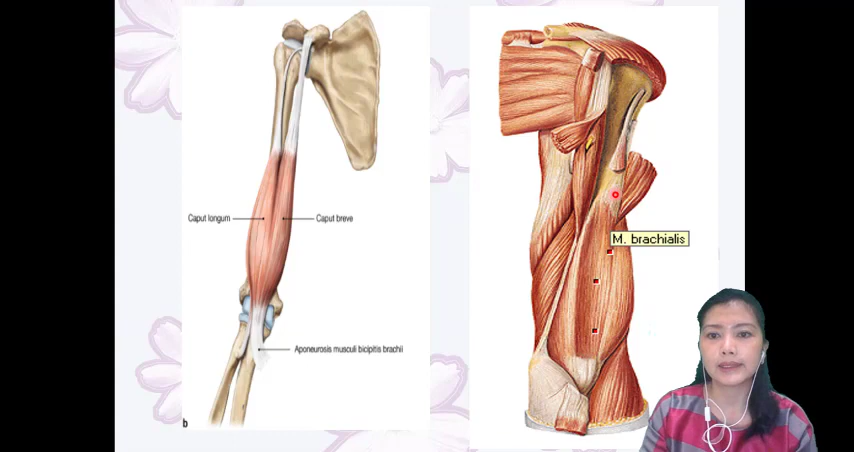 Caput longum
Caput breve
M. brachialis
Aponeurosis musculi bicipitis brachii
b